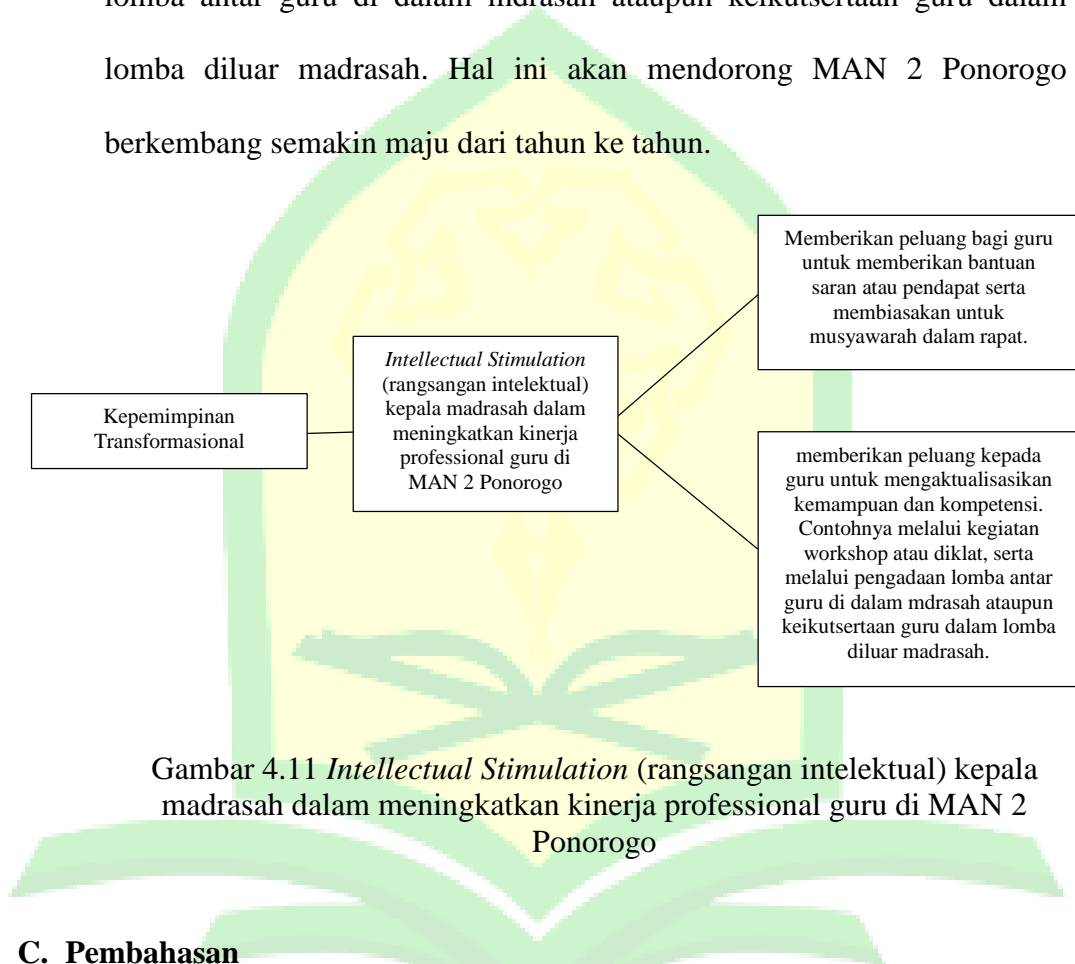 lomba antar guru di dalam mdrasah ataupun keikutsertaan guru dalam
lomba diluar madrasah. Hal ini akan mendorong MAN 2 Ponorogo
berkembang semakin maju dari tahun ke tahun.
Kepemimpinan
Transformasional
Intellectual Stimulation
(rangsangan intelektual)
kepala madrasah dalam
meningkatkan kinerja
professional guru di
MAN 2 Ponorogo
Memberikan peluang bagi guru
untuk memberikan bantuan
saran atau pendapat serta
membiasakan untuk
musyawarah dalam rapat.
memberikan peluang kepada
guru untuk mengaktualisasikan
kemampuan dan kompetensi.
Contohnya melalui kegiatan
workshop atau diklat, serta
melalui pengadaan lomba antar
guru di dalam mdrasah ataupun
keikutsertaan guru dalam lomba
diluar madrasah.
Gambar 4.11 Intellectual Stimulation (rangsangan intelektual) kepala
madrasah dalam meningkatkan kinerja professional guru di MAN 2
Ponorogo
C. Pembahasan